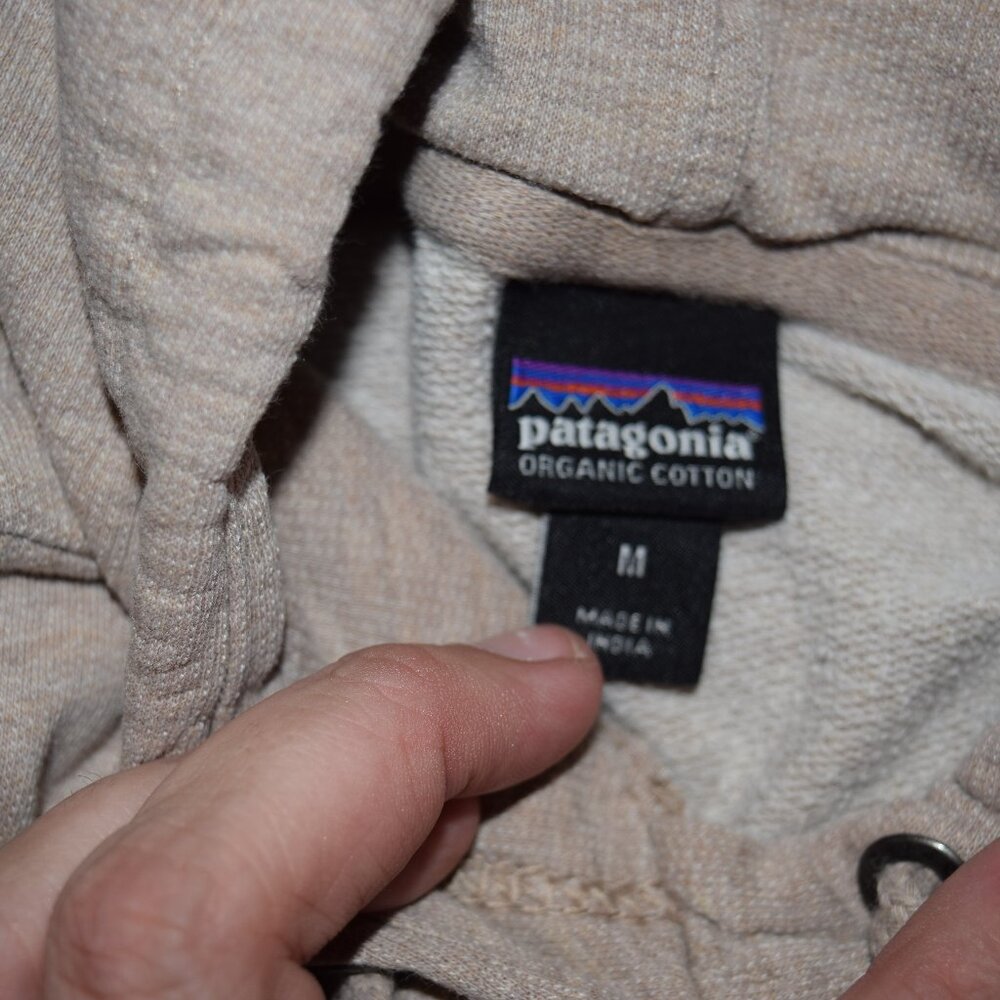 patagonia
ORGANIC COTTON
M
MADE IN
INDIA